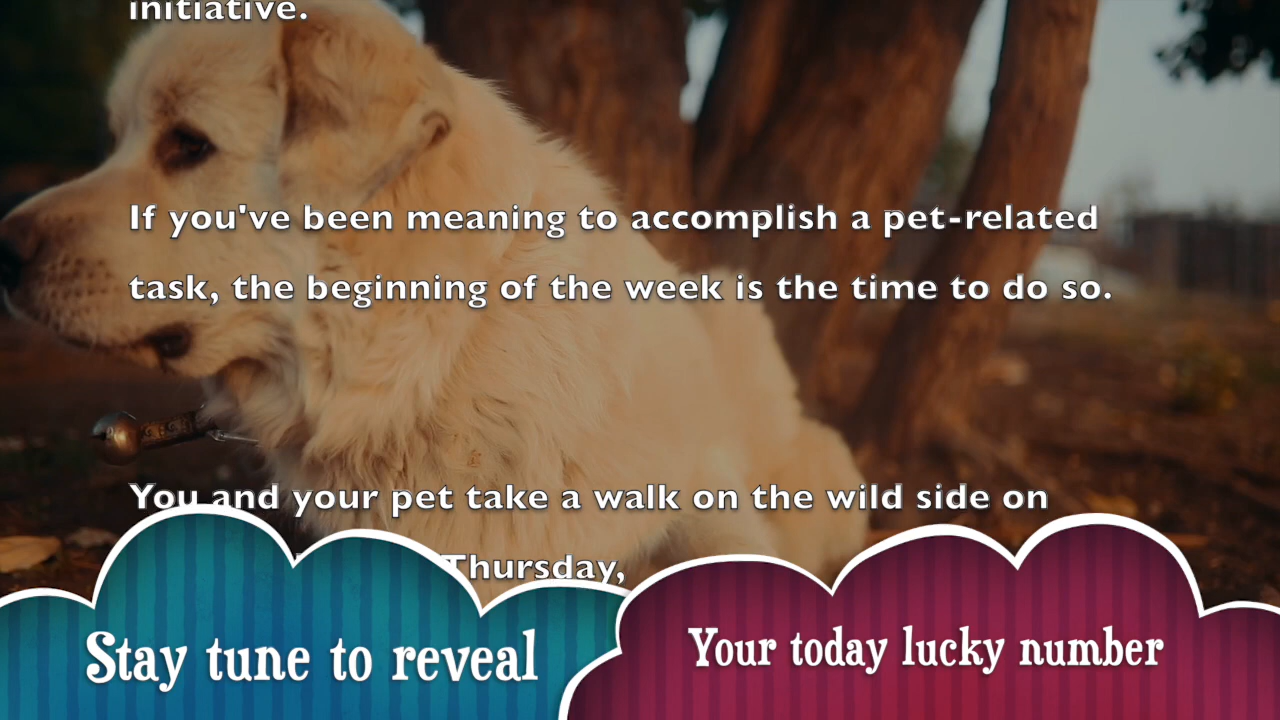 initiative.
If you've been meaning to accomplish a pet-related
task, the beginning of the week is the time to do so.
You and your pet take a walk on the wild side on
Thursday,
Stay tune to reveal
Your today lucky number